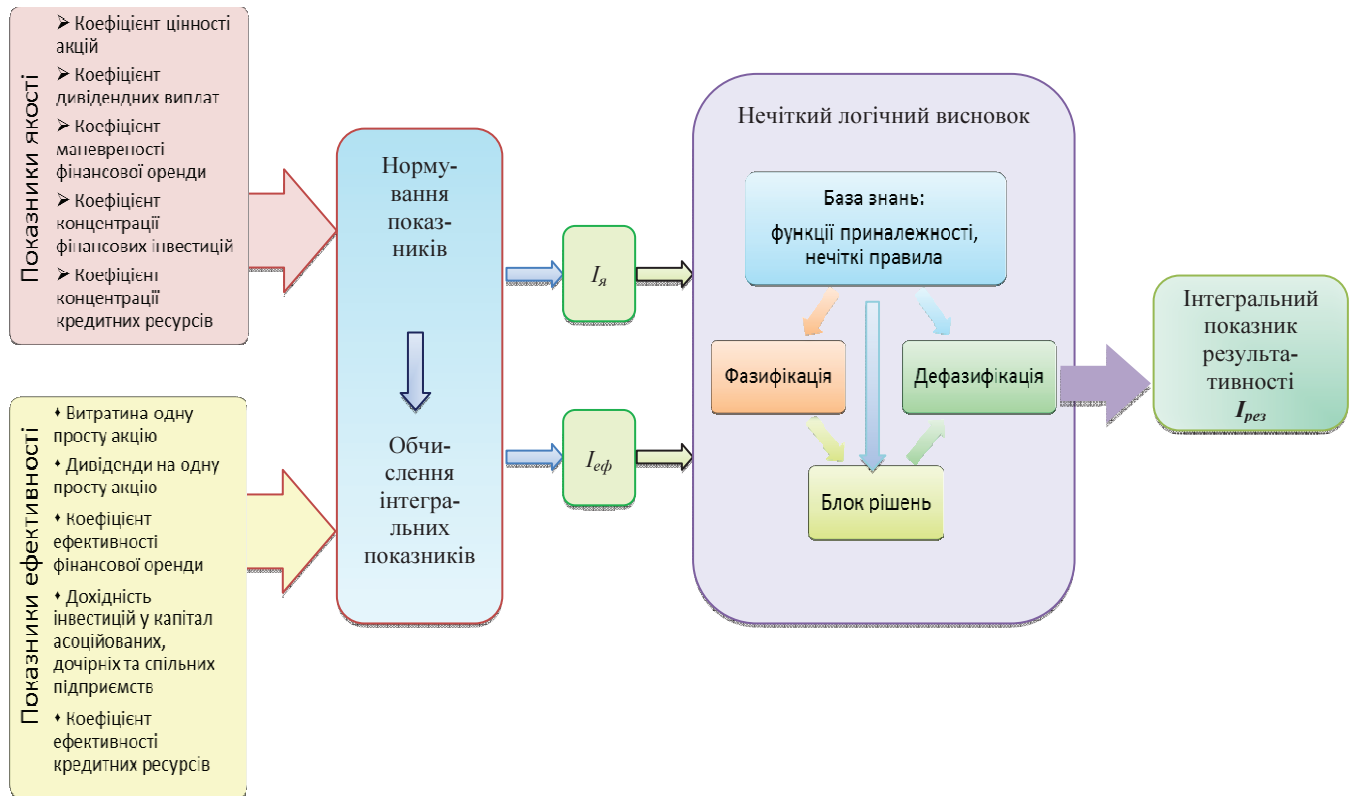 Показники якості
➤ Коефіцієнт цінності
акцій
➤ Коефіцієнт
дивідендних виплат
➤ Коефіцієнт
маневреності
фінансової оренди
➤ Коефіцієнт
концентрації
фінансових інвестицій
➤ Коефіцієнт
концентрації
кредитних ресурсів
Показники ефективності
• Витратина одну
просту акцію
• Дивіденди на одну
просту акцію
• Коефіцієнт
ефективності
фінансової оренди
• Дохідність
інвестицій у капітал
асоційованих,
дочірніх та спільних
підприємств
• Коефіцієнт
ефективності
кредитних ресурсів
Норму-
вання
показ-
ників
Обчи-
слення
інтегра-
льних
показників
Iя
Iеф
Нечіткий логічний висновок
База знань:
функції приналежності,
нечіткі правила
Фазифікація
Дефазифікація
Блок рішень
Інтегральний
показник
результа-
тивності
Iрез